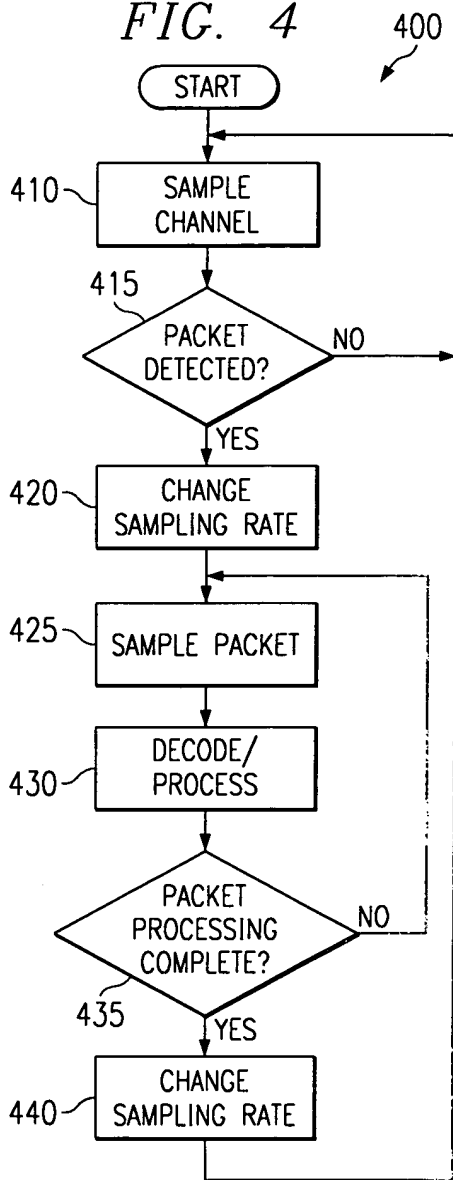 FIG. 4
400
START
410
SAMPLE
CHANNEL
415
PACKET
DETECTED?
NO
YES
420
CHANGE
SAMPLING RATE
425
SAMPLE PACKET
430
DECODE/
PROCESS
PACKET
PROCESSING
COMPLETE?
NO
435
YES
440
CHANGE
SAMPLING RATE